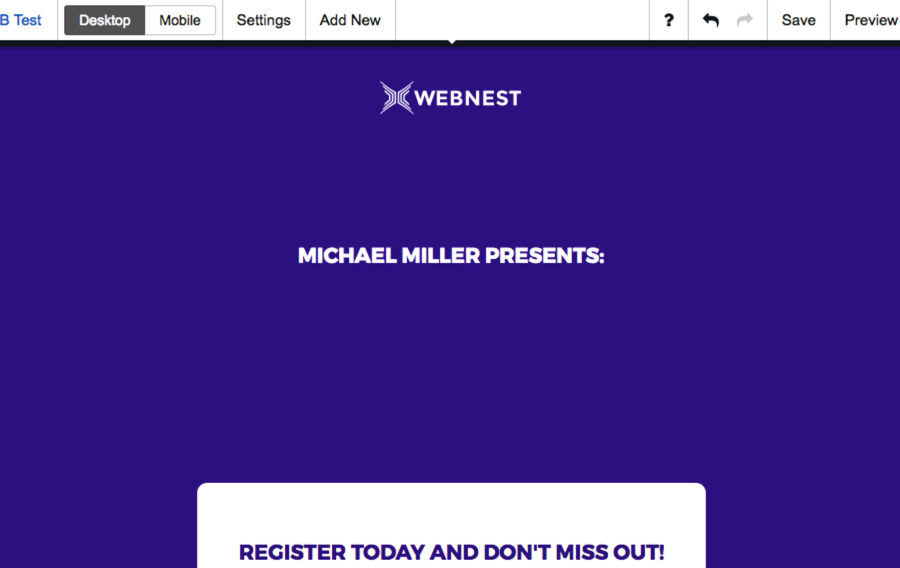 B Test Desktop Mobile Settings Add New ? Save Preview
WEBNEST
MICHAEL MILLER PRESENTS:
REGISTER TODAY AND DON'T MISS OUT!